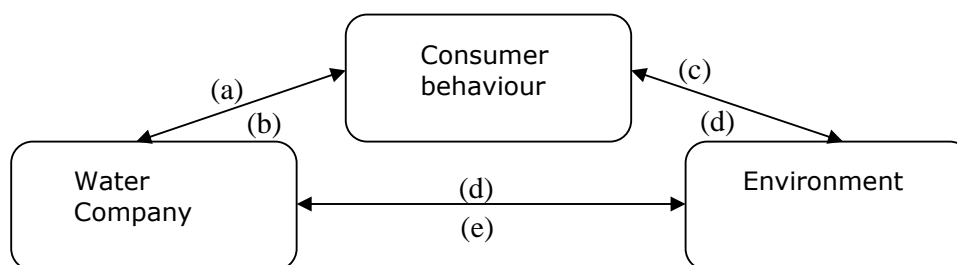 Consumer
behaviour
(a)
(b)
(c)
(d)
Water
Company
(d)
(e)
Environment